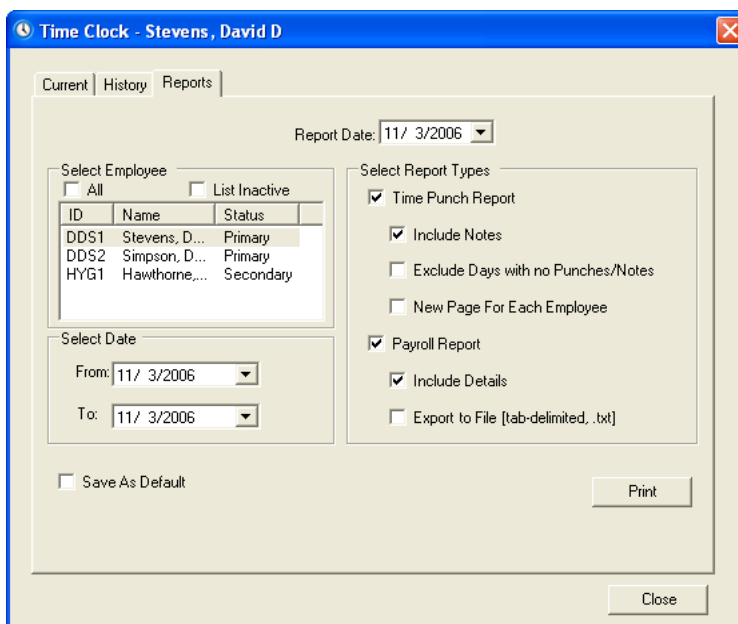 Time Clock - Stevens, David D
Current History Reports
Report Date: 11/ 3/2006
Select Employee
All List Inactive
ID Name Status
DDS1 Stevens, D... Primary
DDS2 Simpson, D... Primary
HYG1 Hawthorne,... Secondary
Select Date
From: 11/ 3/2006
To: 11/ 3/2006
Select Report Types
Time Punch Report
Include Notes
Exclude Days with no Punches/Notes
New Page For Each Employee
Payroll Report
Include Details
Export to File [tab-delimited, .txt]
Save As Default
Print
Close